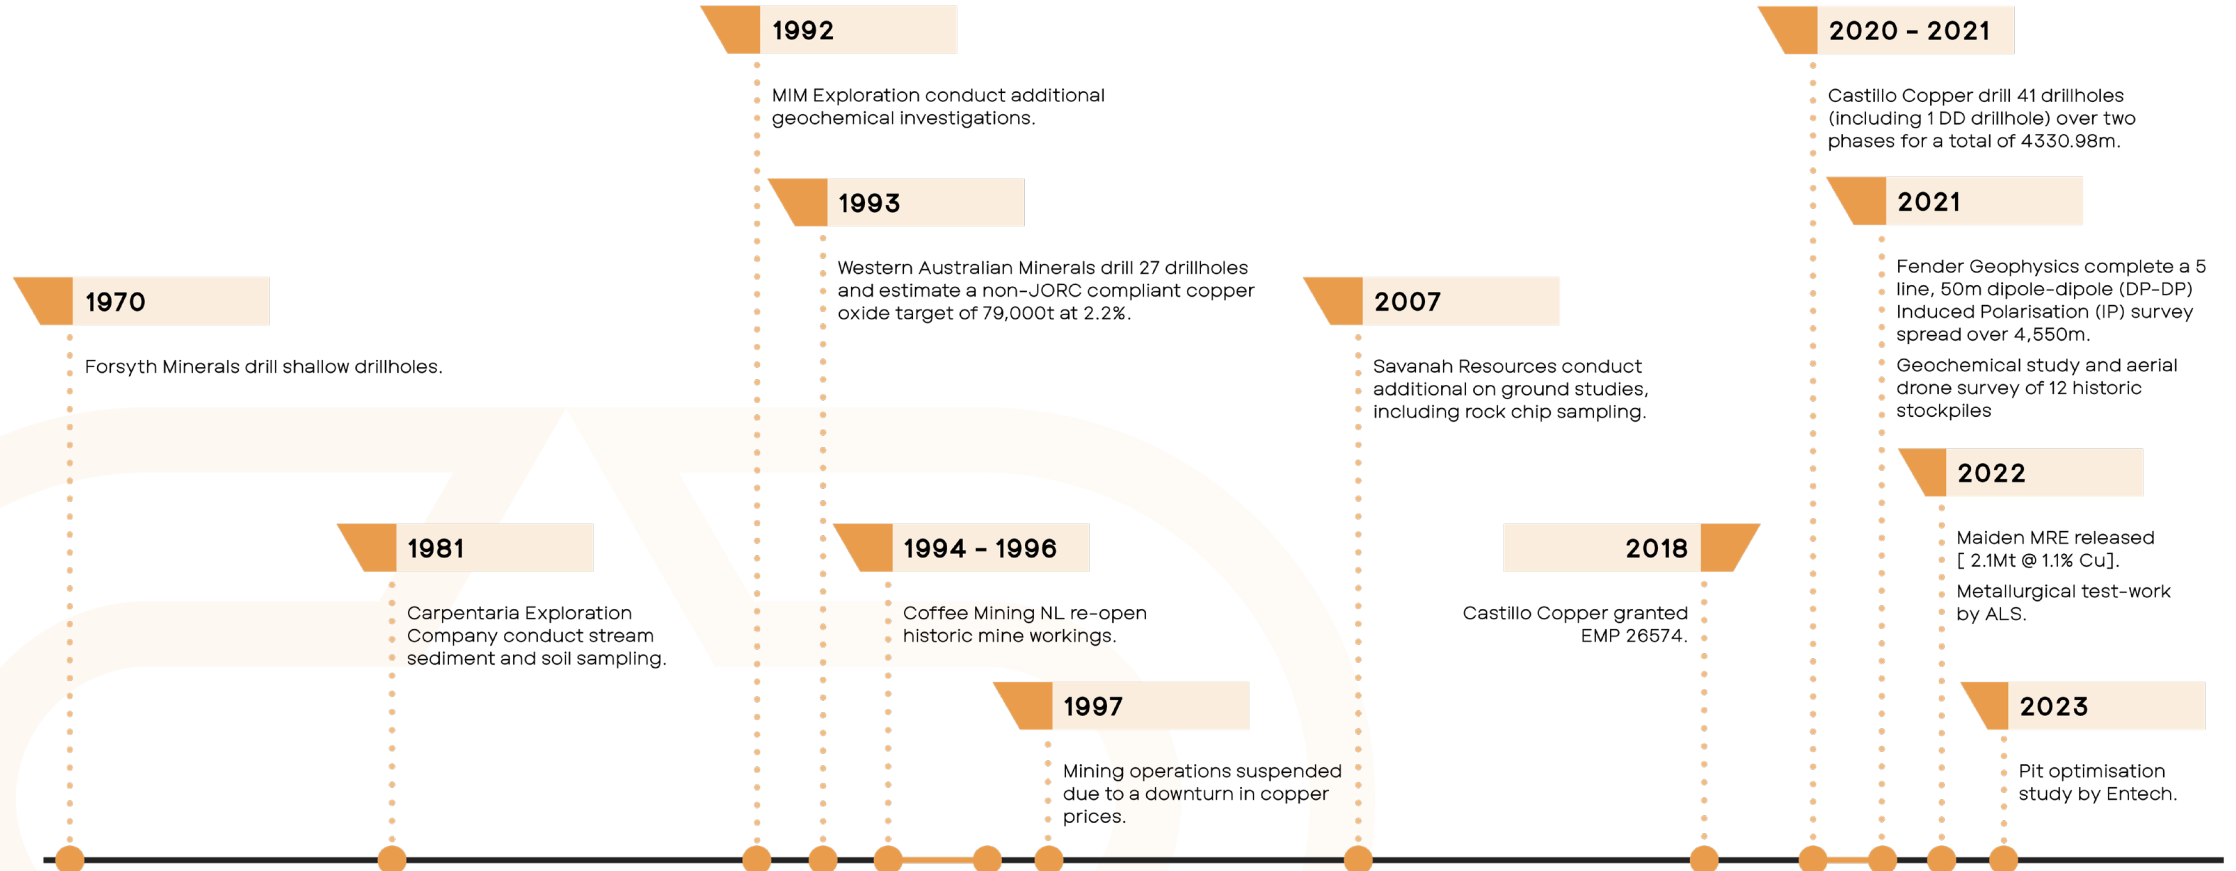 1970
Forsyth Minerals drill shallow drillholes.
1981
Carpentaria Exploration
Company conduct stream
sediment and soil sampling.
1992
MIM Exploration conduct additional
geochemical investigations.
1993
Western Australian Minerals drill 27 drillholes
and estimate a non-JORC compliant copper
oxide target of 79,000t at 2.2%.
1994 - 1996
Coffee Mining NL re-open
historic mine workings.
1997
Mining operations suspended
due to a downturn in copper
prices.
2007
Savanah Resources conduct
additional on ground studies,
including rock chip sampling.
2018
Castillo Copper granted
EMP 26574.
2020 - 2021
Castillo Copper drill 41 drillholes
(including 1 DD drillhole) over two
phases for a total of 4330.98m.
2021
Fender Geophysics complete a 5
line, 50m dipole-dipole (DP-DP)
Induced Polarisation (IP) survey
spread over 4,550m.
Geochemical study and aerial
drone survey of 12 historic
stockpiles
2022
Maiden MRE released
[ 2.1Mt @ 1.1% Cu].
Metallurgical test-work
by ALS.
2023
Pit optimisation
study by Entech.